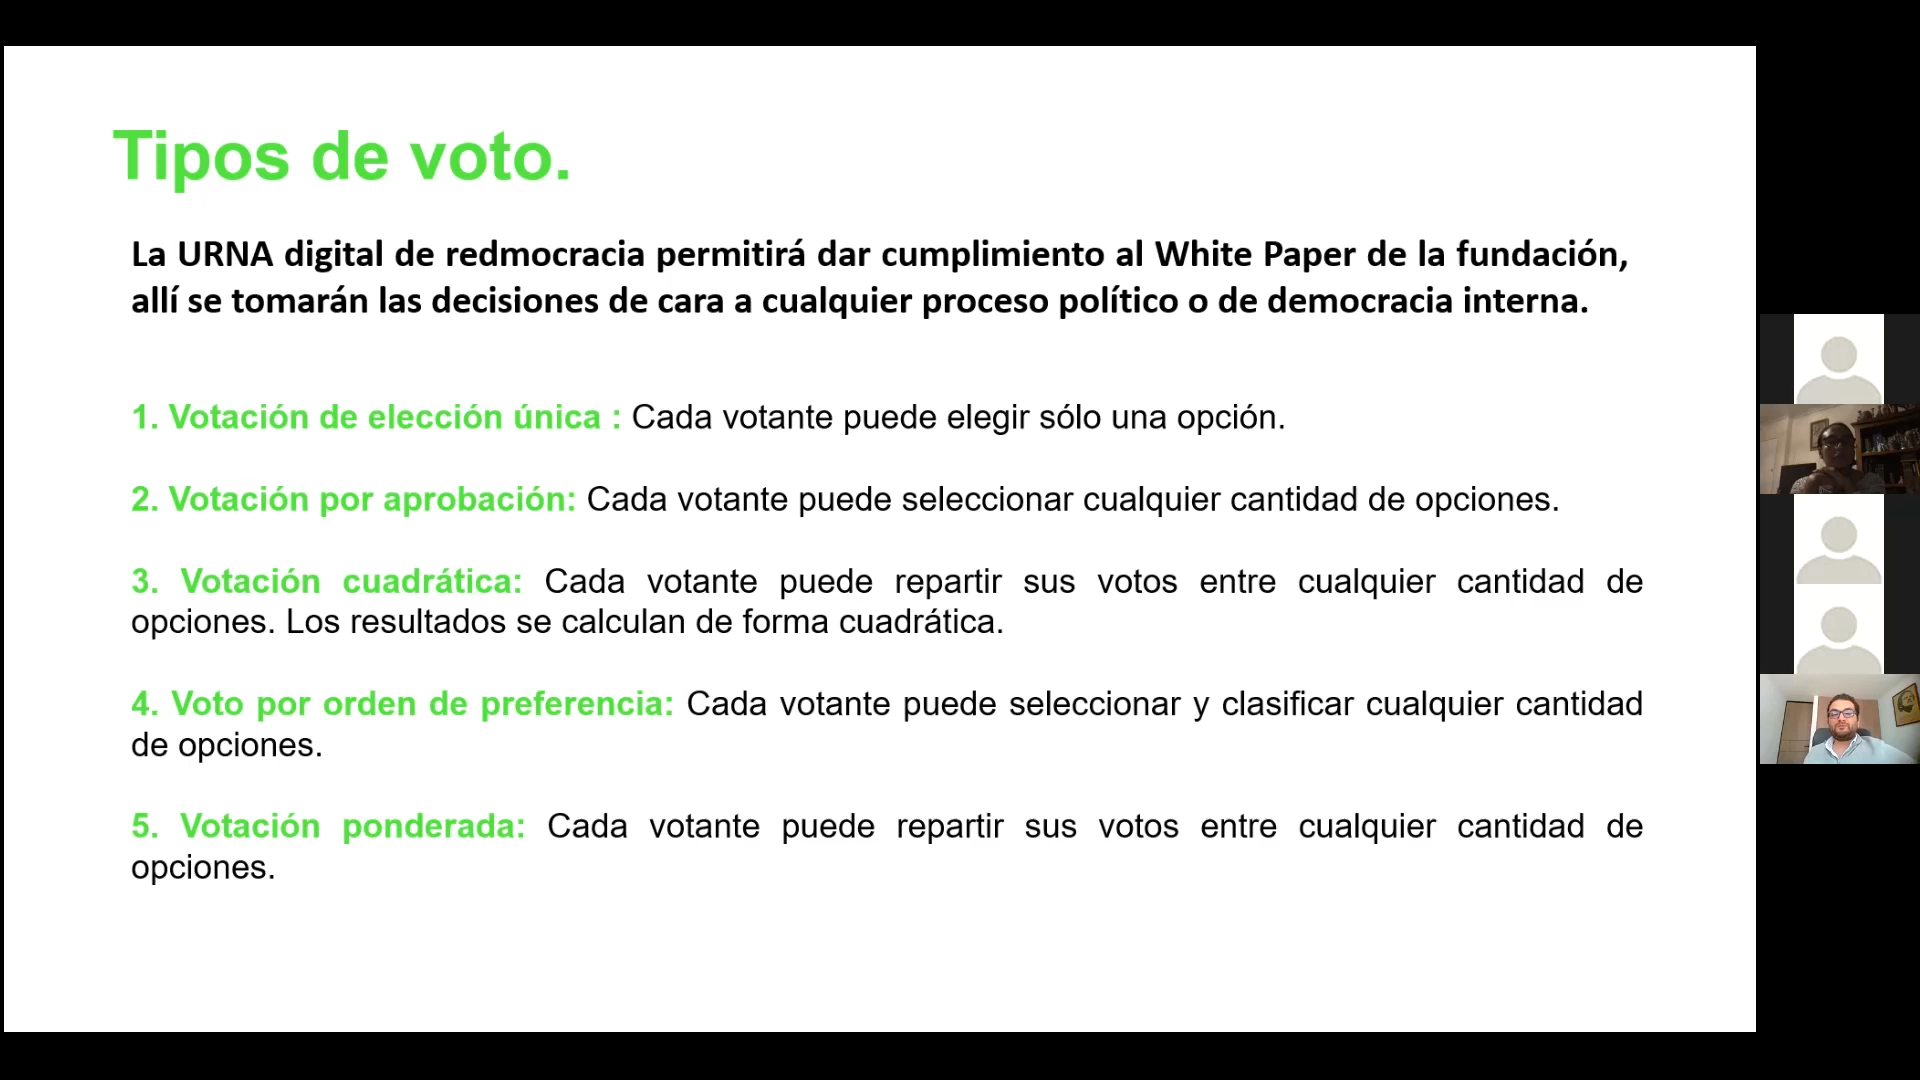 Tipos de voto.
La URNA digital de redmocracia permitirá dar cumplimiento al White Paper de la fundación,
allí se tomarán las decisiones de cara a cualquier proceso político o de democracia interna.
1. Votación de elección única : Cada votante puede elegir sólo una opción.
2. Votación por aprobación: Cada votante puede seleccionar cualquier cantidad de opciones.
3. Votación cuadrática: Cada votante puede repartir sus votos entre cualquier cantidad de
opciones. Los resultados se calculan de forma cuadrática.
4. Voto por orden de preferencia: Cada votante puede seleccionar y clasificar cualquier cantidad
de opciones.
5. Votación ponderada: Cada votante puede repartir sus votos entre cualquier cantidad de
opciones.